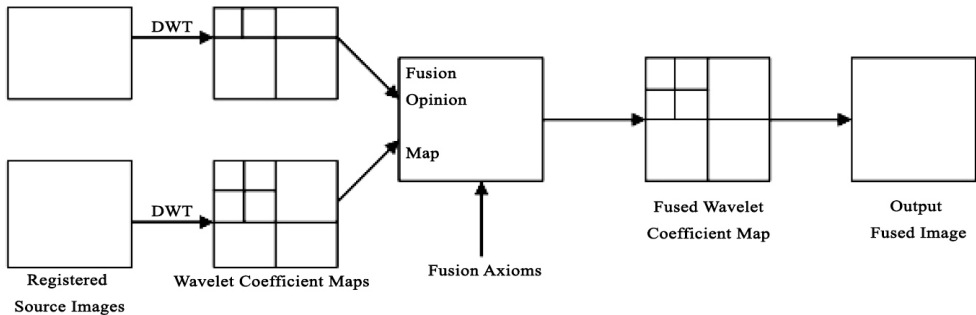 DWT
Fusion
Opinion
Map
DWT
Registered
Source Images
Wavelet Coefficient Maps
Fusion Axioms
Fused Wavelet
Coefficient Map
Output
Fused Image